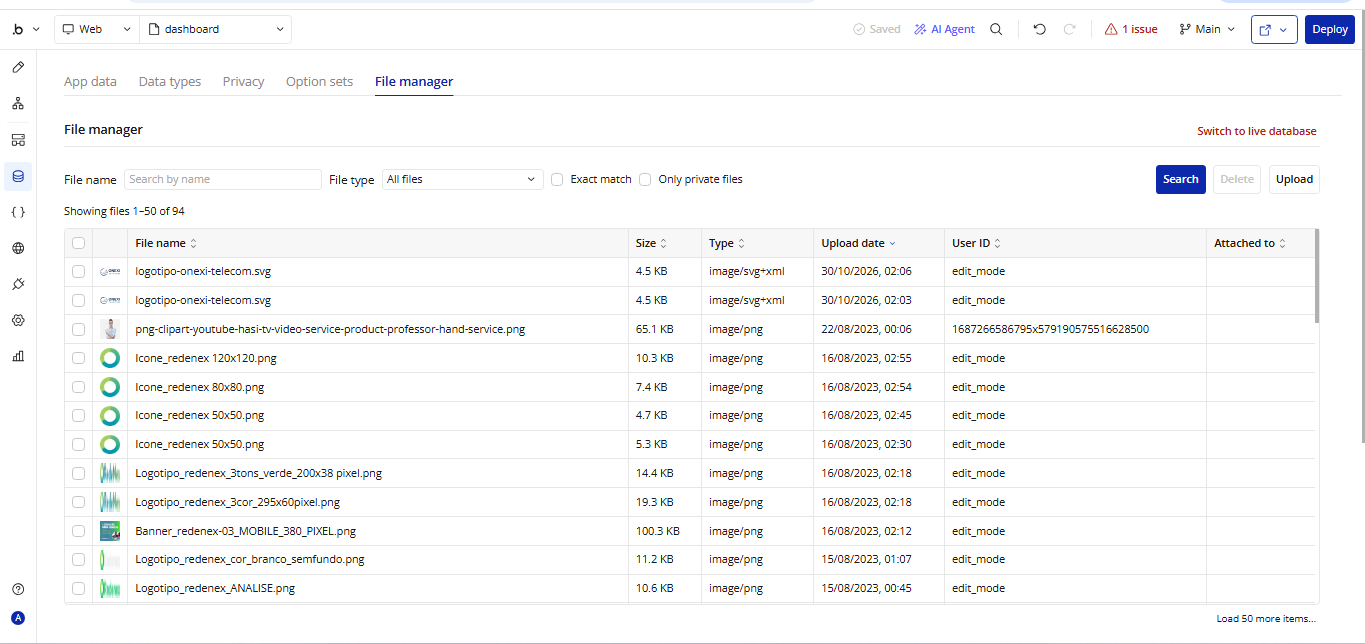 .b Web dashboard Saved AI Agent 1 issue Main Deploy
App data Data types Privacy Option sets File manager
File manager
Switch to live database
File name Search by name File type All files Exact match Only private files Search Delete Upload
Showing files 1–50 of 94
File name Size Type Upload date User ID Attached to
logotipo-onexi-telecom.svg 4.5 KB image/svg+xml 30/10/2026, 02:06 edit_mode
logotipo-onexi-telecom.svg 4.5 KB image/svg+xml 30/10/2026, 02:03 edit_mode
png-clipart-youtube-hasi-tv-video-service-product-professor-hand-service.png 65.1 KB image/png 22/08/2023, 00:06 1687266586795x579190575516628500
Icone_redenex 120x120.png 10.3 KB image/png 16/08/2023, 02:55 edit_mode
Icone_redenex 80x80.png 7.4 KB image/png 16/08/2023, 02:54 edit_mode
Icone_redenex 50x50.png 4.7 KB image/png 16/08/2023, 02:45 edit_mode
Icone_redenex 50x50.png 5.3 KB image/png 16/08/2023, 02:30 edit_mode
Logotipo_redenex_3tons_verde_200x38 pixel.png 14.4 KB image/png 16/08/2023, 02:18 edit_mode
Logotipo_redenex_3cor_295x60pixel.png 19.3 KB image/png 16/08/2023, 02:18 edit_mode
Banner_redenex-03_MOBILE_380_PIXEL.png 100.3 KB image/png 16/08/2023, 02:12 edit_mode
Logotipo_redenex_cor_branco_semfundo.png 11.2 KB image/png 15/08/2023, 01:07 edit_mode
Logotipo_redenex_ANALISE.png 10.6 KB image/png 15/08/2023, 00:45 edit_mode
A
Load 50 more items...